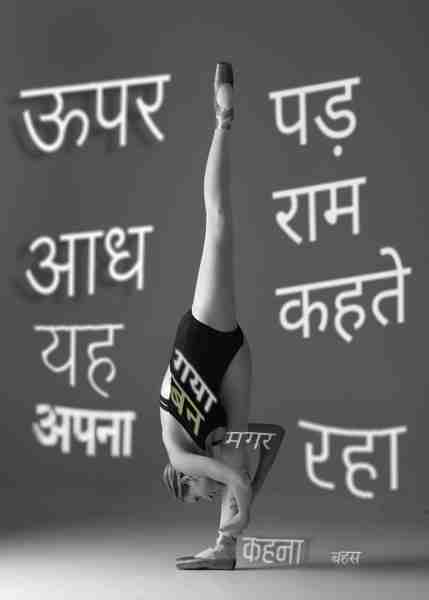 ऊपर
पड़
राम
आध
कहते
यह
गया
बन
अपना
मगर
रहा
कहना
बहस